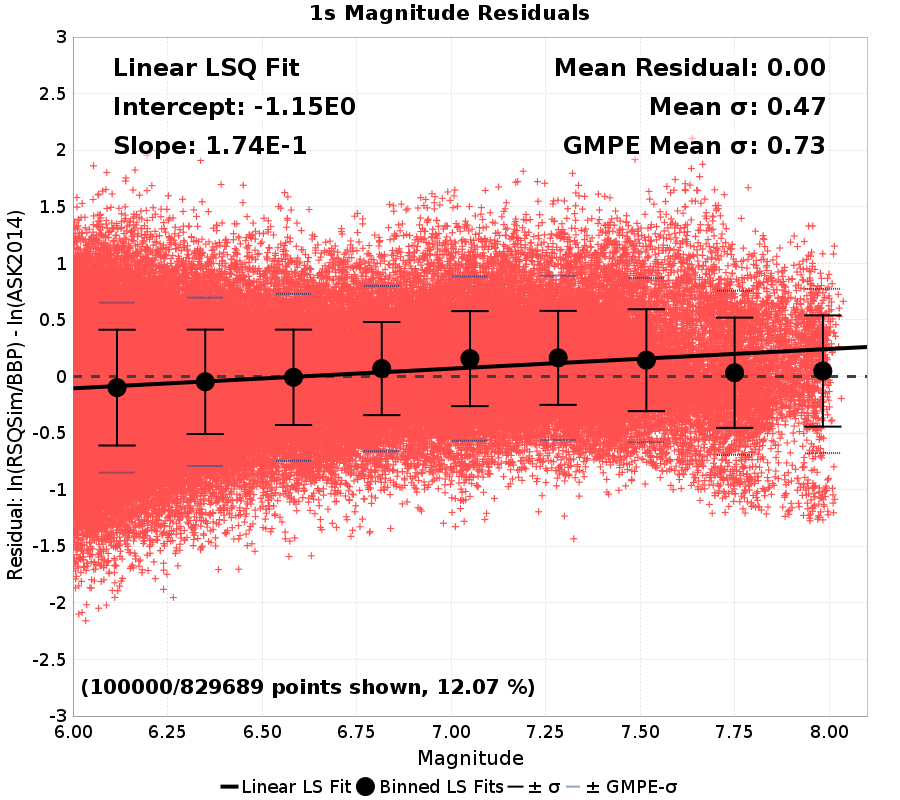 1s Magnitude Residuals
Linear LSQ Fit
Intercept: -1.15E0
Slope: 1.74E-1
Mean Residual: 0.00
Mean σ: 0.47
GMPE Mean σ: 0.73
Residual: ln(RSQSim/BBP) - ln(ASK2014)
3
2.5
2
1.5
1
0.5
0
-0.5
-1
-1.5
-2
-2.5
-3
(100000/829689 points shown, 12.07 %)
6.00 6.25 6.50 6.75 7.00 7.25 7.50 7.75 8.00
Magnitude
Linear LS Fit Binned LS Fits ± σ ± GMPE-σ